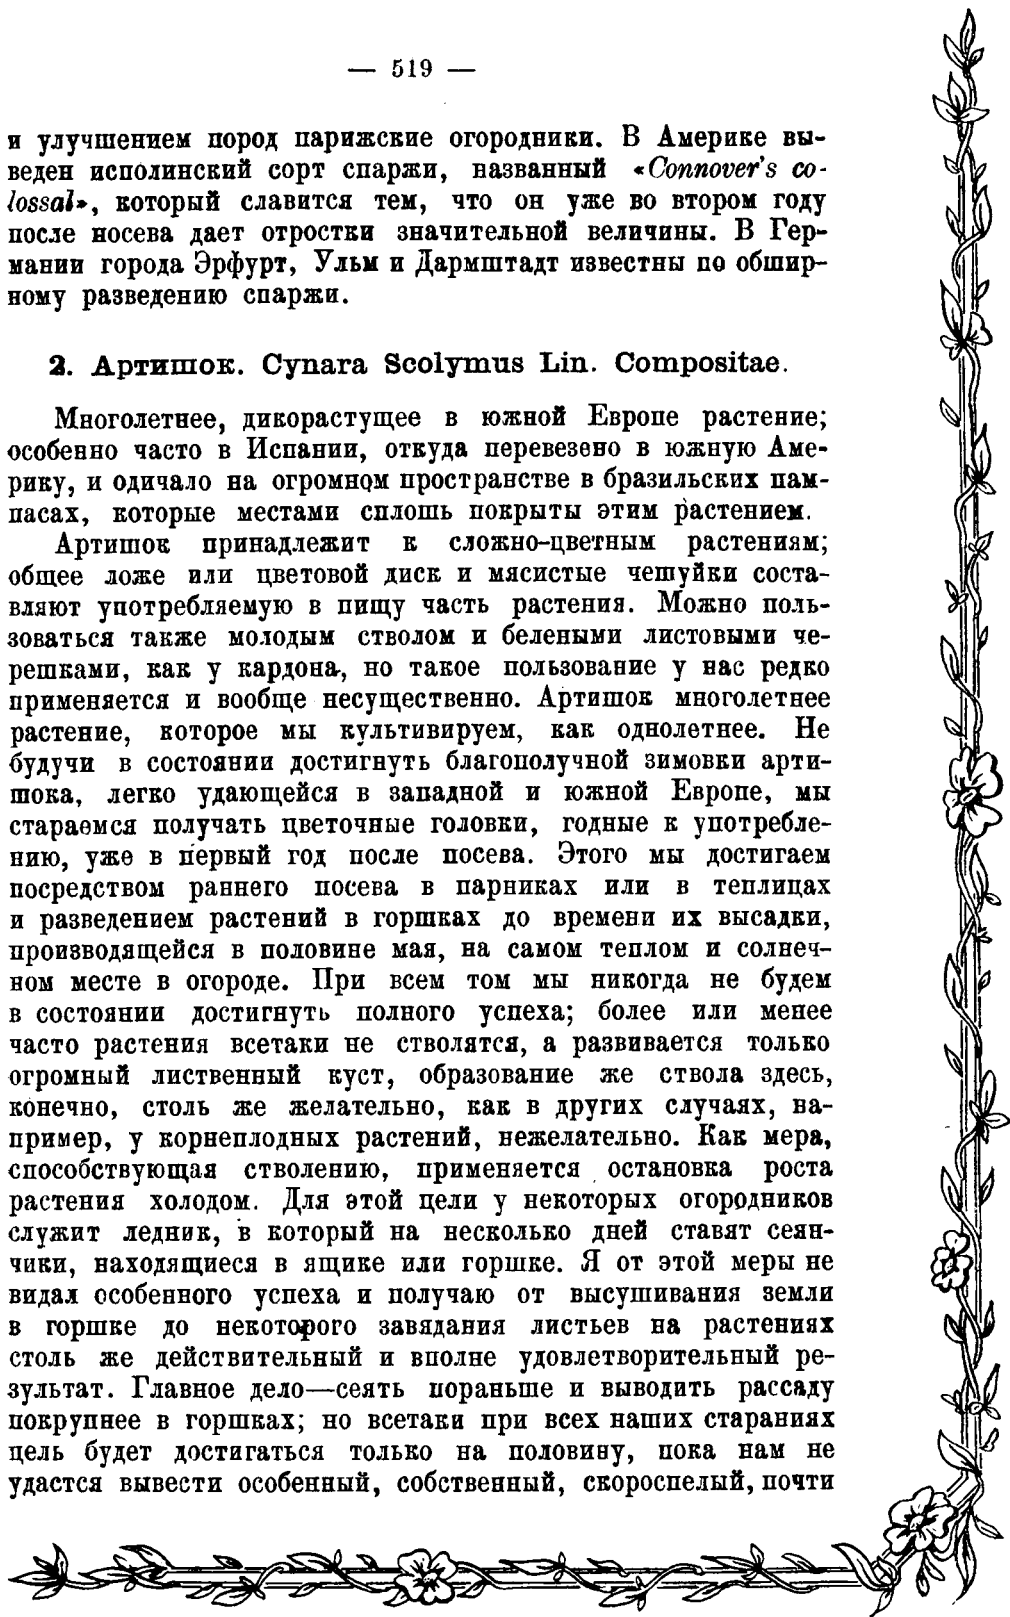 — 519 —
и улучшением пород парижские огородники. В Америке вы-
веден исполинский сорт спаржи, названный «Connover's co-
lossal», который славится тем, что он уже во втором году
после носева дает отростки значительной величины. В Гер-
мании города Эрфурт, Ульм и Дармштадт известны по обшир-
ному разведению спаржи.
2. Артишок. Cynara Scolymus Lin. Compositae.
Многолетнее, дикорастущее в южной Европе растение;
особенно часто в Испании, откуда перевезено в южную Аме-
рику, и одичало на огромном пространстве в бразильских пам-
пасах, которые местами сплошь покрыты этим растением.
Артишок принадлежит к сложно-цветным растениям;
общее ложе или цветовой диск и мясистые чешуйки соста-
вляют употребляемую в пищу часть растения. Можно поль-
зоваться также молодым стволом и белеными листовыми че-
решками, как у кардона, но такое пользование у нас редко
применяется и вообще несущественно. Артишок многолетнее
растение, которое мы культивируем, как однолетнее. Не
будучи в состоянии достигнуть благополучной зимовки арти-
шока, легко удающейся в западной и южной Европе, мы
стараемся получать цветочные головки, годные к употребле-
нию, уже в первый год после посева. Этого мы достигаем
посредством раннего посева в парниках или в теплицах
и разведением растений в горшках до времени их высадки,
производящейся в половине мая, на самом теплом и солнеч-
ном месте в огороде. При всем том мы никогда не будем
в состоянии достигнуть полного успеха; более или менее
часто растения всетаки не стволятся, а развивается только
огромный лиственный куст, образование же ствола здесь,
конечно, столь же желательно, как в других случаях, на-
пример, у корнеплодных растений, нежелательно. Как мера,
способствующая стволению, применяется остановка роста
растения холодом. Для этой цели у некоторых огородников
служит ледник, в который на несколько дней ставят сеян-
чики, находящиеся в ящике или горшке. Я от этой меры не
видал особенного успеха и получаю от высушивания земли
в горшке до некоторого завядания листьев на растениях
столь же действительный и вполне удовлетворительный ре-
зультат. Главное дело—сеять пораньше и выводить рассаду
покрупнее в горшках; но всетаки при всех наших стараниях
цель будет достигаться только на половину, пока нам не
удастся вывести особенный, собственный, скороспелый, почти